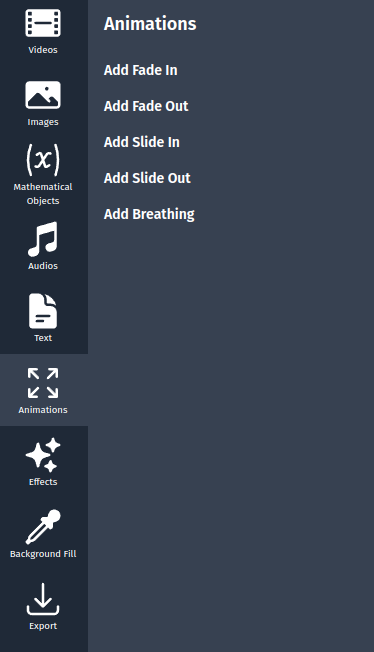 Videos
Images
(x)
Mathematical
Objects
Audios
Text
Animations
Effects
Background Fill
Export
Animations
Add Fade In
Add Fade Out
Add Slide In
Add Slide Out
Add Breathing